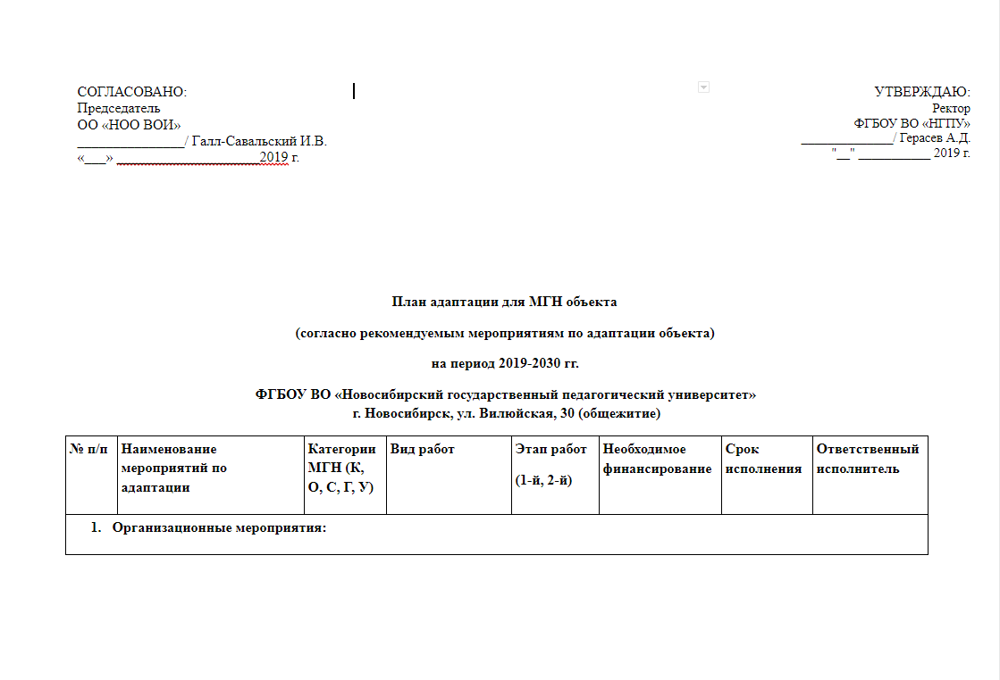 СОГЛАСОВАНО:
Председатель
ОО «НОО ВОИ»
_______________/ Галл-Савальский И.В.
«___» ____________________2019 г.
УТВЕРЖДАЮ:
Ректор
ФГБОУ ВО «НГПУ»
______________/ Герасев А.Д.
"__" ___________ 2019 г.
План адаптации для МГН объекта
(согласно рекомендуемым мероприятиям по адаптации объекта)
на период 2019-2030 гг.
ФГБОУ ВО «Новосибирский государственный педагогический университет»
г. Новосибирск, ул. Вилюйская, 30 (общежитие)
№ п/п
Наименование
мероприятий по
адаптации
Категории
МГН (К,
О, С, Г, У)
Вид работ
Этап работ
(1-й, 2-й)
Необходимое
финансирование
Срок
исполнения
Ответственный
исполнитель
1. Организационные мероприятия: